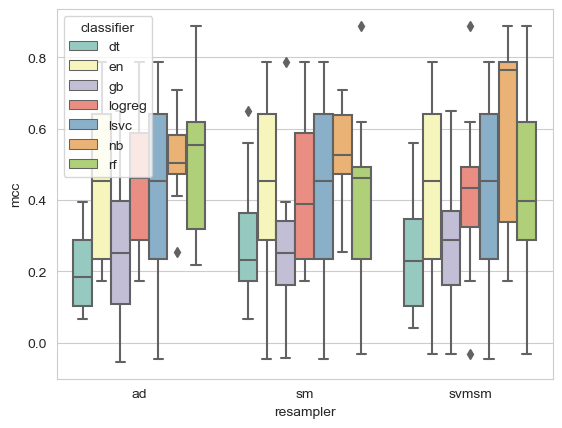 classifier
dt
en
gb
logreg
lsvc
nb
rf
0.8
0.6
0.4
0.2
0.0
mcc
ad
sm
svmsm
resampler